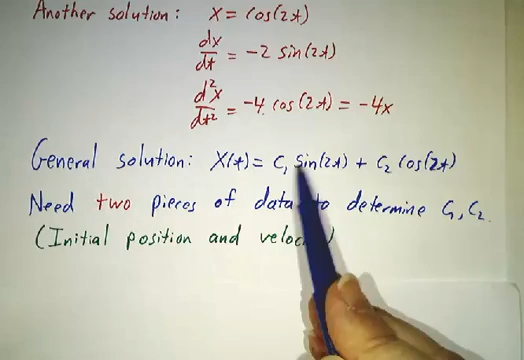 Another solution: x = cos(2t)
dx/dt = -2 sin(2t)
d²x/dt² = -4 cos(2t) = -4x
General solution: X(t) = C₁ sin(2t) + C₂ cos(2t)
Need two pieces of data to determine C₁, C₂.
(Initial position and velocity)